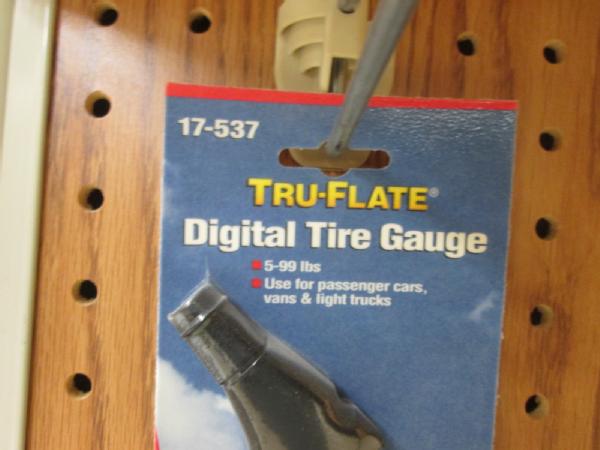 17-537
TRU-FLATE®
Digital Tire Gauge
5-99 lbs
Use for passenger cars,
vans & light trucks